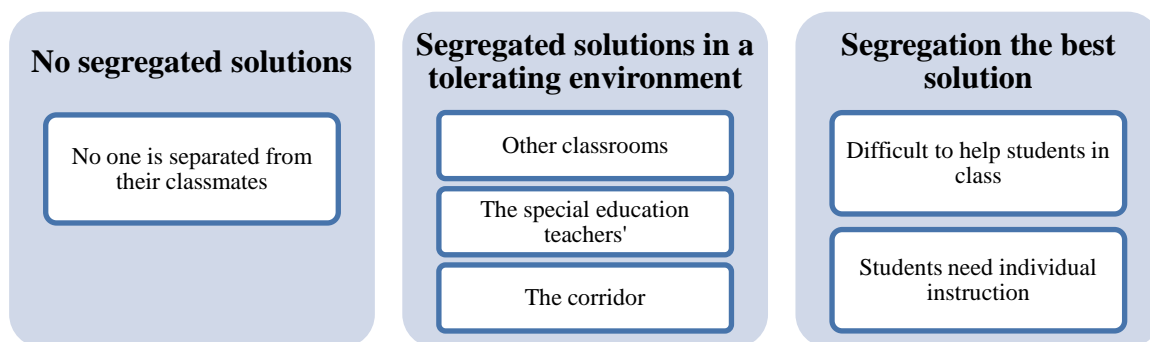 No segregated solutions
No one is separated from
their classmates
Segregated solutions in a
tolerating environment
Other classrooms
The special education
teachers'
The corridor
Segregation the best
solution
Difficult to help students in
class
Students need individual
instruction